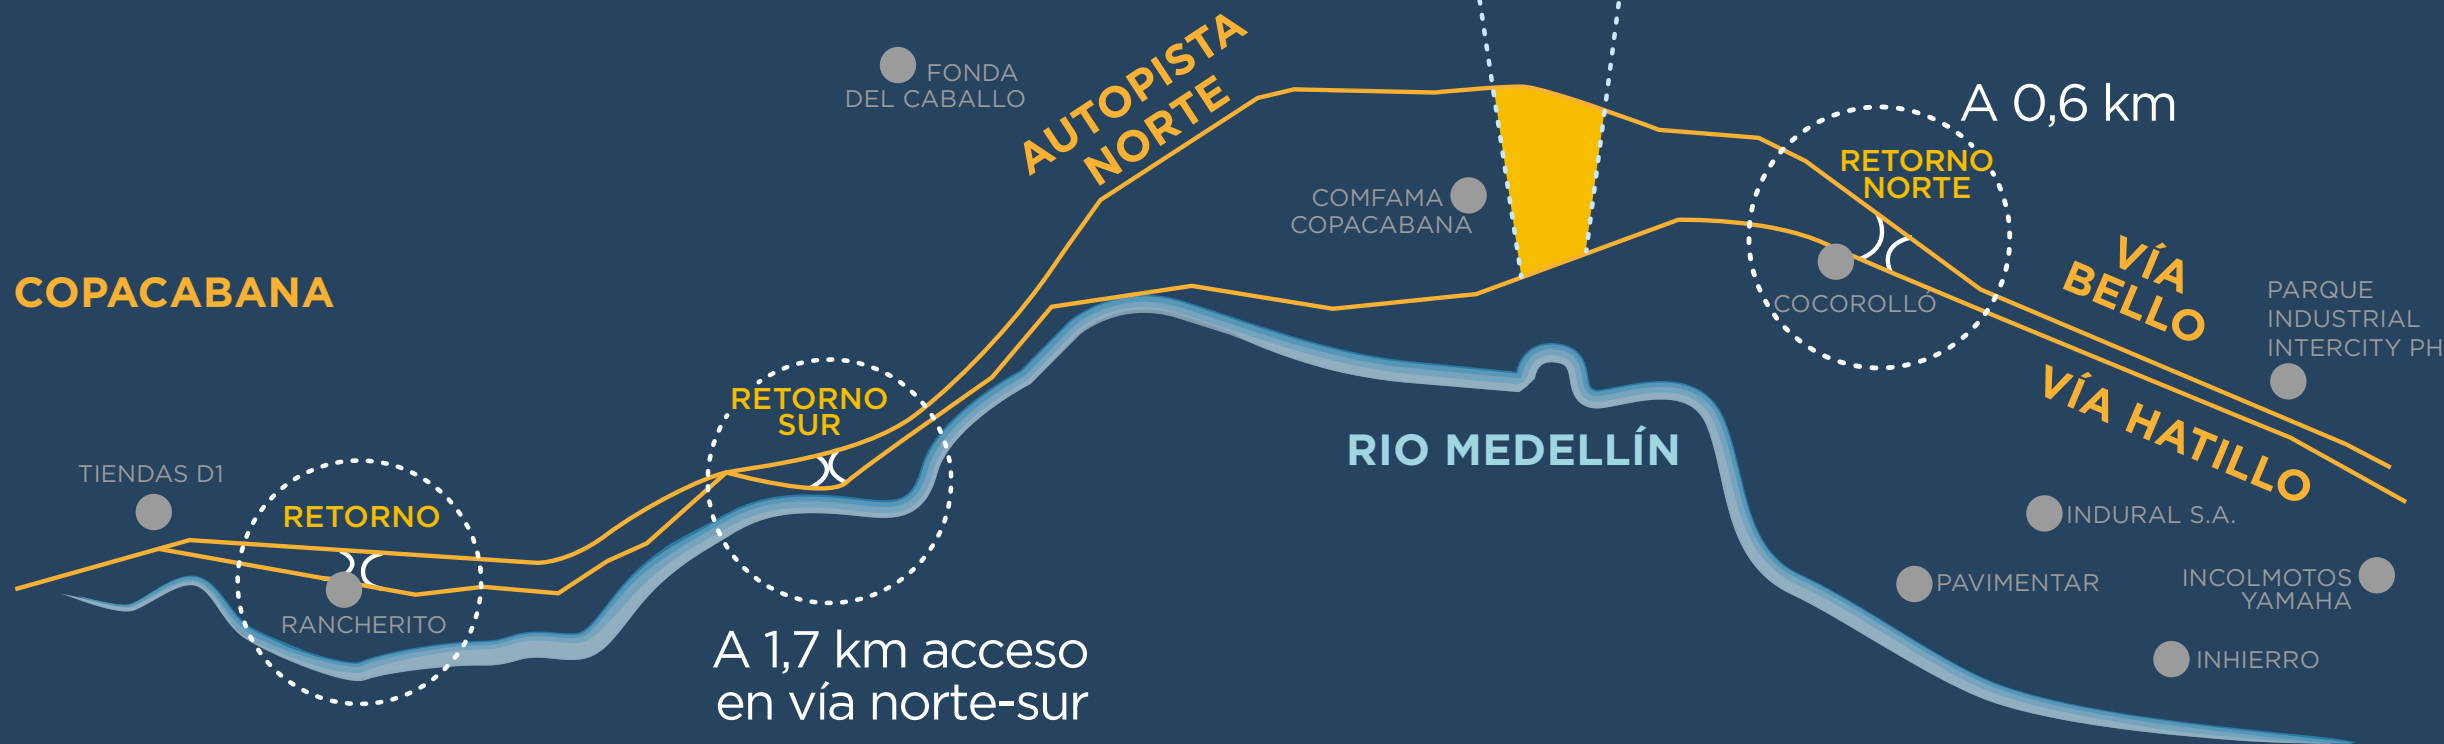 FONDA
DEL CABALLO
AUTOPISTA
NORTE
A 0,6 km
RETORNO
NORTE
COMFAMA
COPACABANA
COPACABANA
VÍA
BELLO
COCOROLLÓ
PARQUE
INDUSTRIAL
INTERCITY PH
RETORNO
SUR
VÍA HATILLO
RIO MEDELLÍN
TIENDAS D1
RETORNO
INDURAL S.A.
RANCHERITO
PAVIMENTAR
INCOLMOTOS
YAMAHA
A 1,7 km acceso
en vía norte-sur
INHIERRO